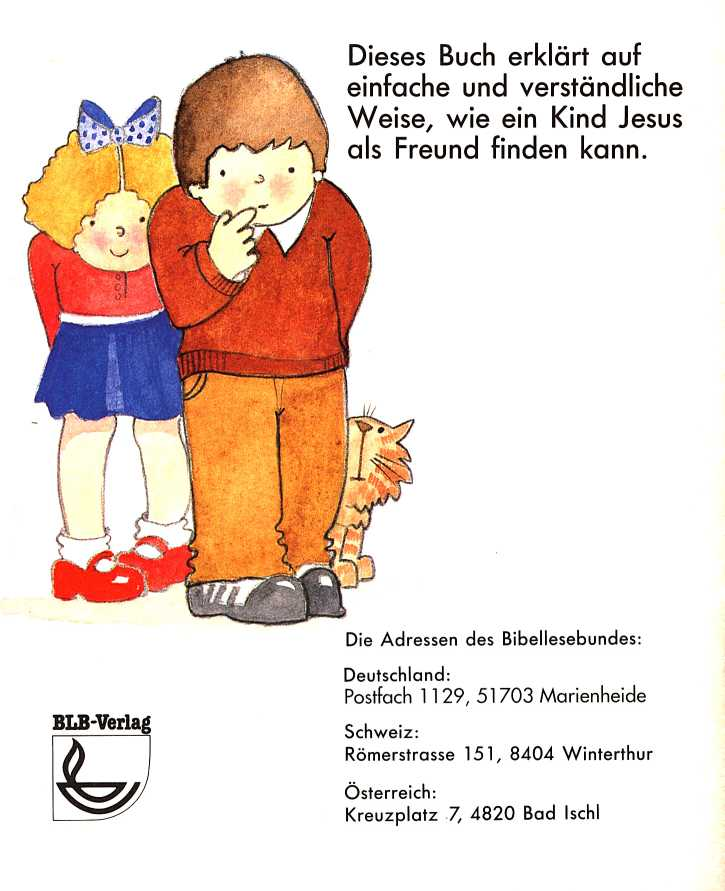 Dieses Buch erklärt auf
einfache und verständliche
Weise, wie ein Kind Jesus
als Freund finden kann.
Die Adressen des Bibellesebundes:
Deutschland:
Postfach 1129, 51703 Marienheide
BLB-Verlag
Schweiz:
Römerstrasse 151, 8404 Winterthur
Österreich:
Kreuzplatz 7, 4820 Bad Ischl